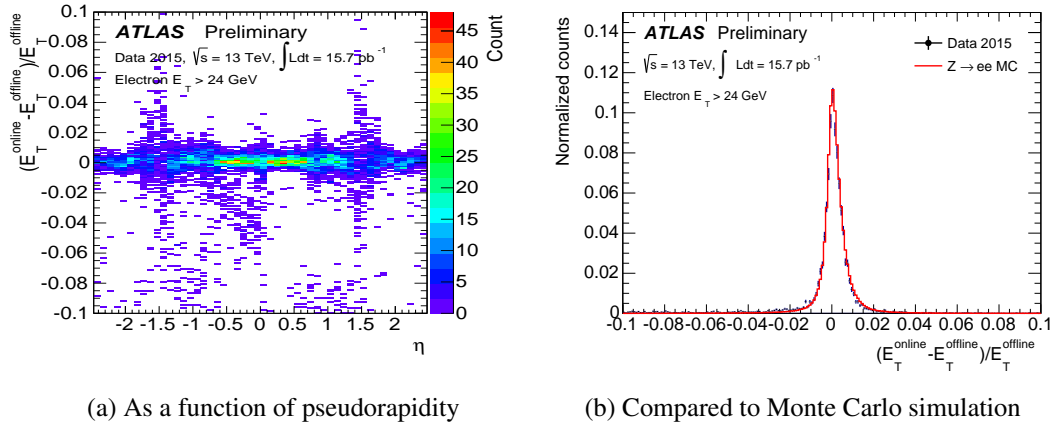 ATLAS Preliminary
Data 2015, √s = 13 TeV, ∫Ldt = 15.7 pb⁻¹
Electron E_T > 24 GeV
(E_T^online -E_T^offline)/E_T^offline
0.1
0.08
0.06
0.04
0.02
0
-0.02
-0.04
-0.06
-0.08
-0.1
-2 -1.5 -1 -0.5 0 0.5 1 1.5 2
η
Count
45
40
35
30
25
20
15
10
5
0
ATLAS Preliminary
√s = 13 TeV, ∫ Ldt = 15.7 pb⁻¹
Electron E_T > 24 GeV
Data 2015
Z → ee MC
Normalized counts
0.14
0.12
0.1
0.08
0.06
0.04
0.02
0
-0.1 -0.08 -0.06 -0.04 -0.02 0 0.02 0.04 0.06 0.08 0.1
(E_T^online -E_T^offline)/E_T^offline
(a) As a function of pseudorapidity
(b) Compared to Monte Carlo simulation